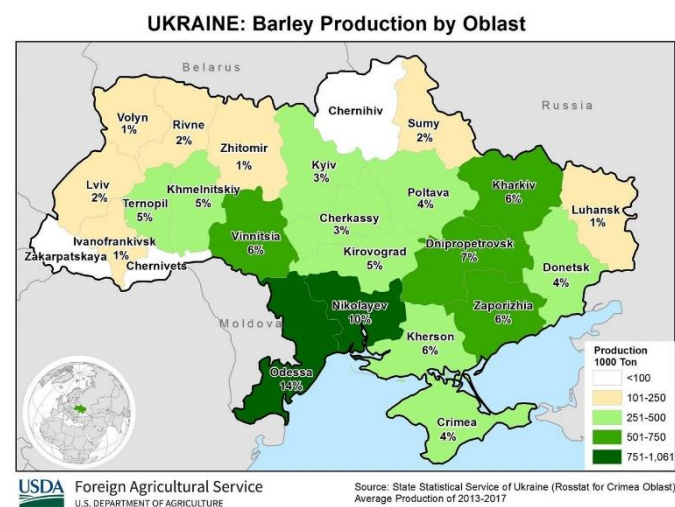 UKRAINE: Barley Production by Oblast
Belarus
Russia
Moldova
Chernihiv
Volyn
1%
Rivne
2%
Zhitomir
1%
Sumy
2%
Kyiv
3%
Lviv
2%
Ternopil
5%
Khmelnitskiy
5%
Poltava
4%
Kharkiv
6%
Luhansk
1%
Cherkassy
3%
Vinnitsia
6%
Ivanofrankivsk
1%
Zakarpatskaya
Chernivets
Kirovograd
5%
Dnipropetrovsk
7%
Donetsk
4%
Nikolayev
10%
Zaporizhia
6%
Kherson
6%
Odessa
14%
Crimea
4%
Production
1000 Ton
<100
101-250
251-500
501-750
751-1,061
USDA
Foreign Agricultural Service
U.S. DEPARTMENT OF AGRICULTURE
Source: State Statistical Service of Ukraine (Rosstat for Crimea Oblast)
Average Production of 2013-2017